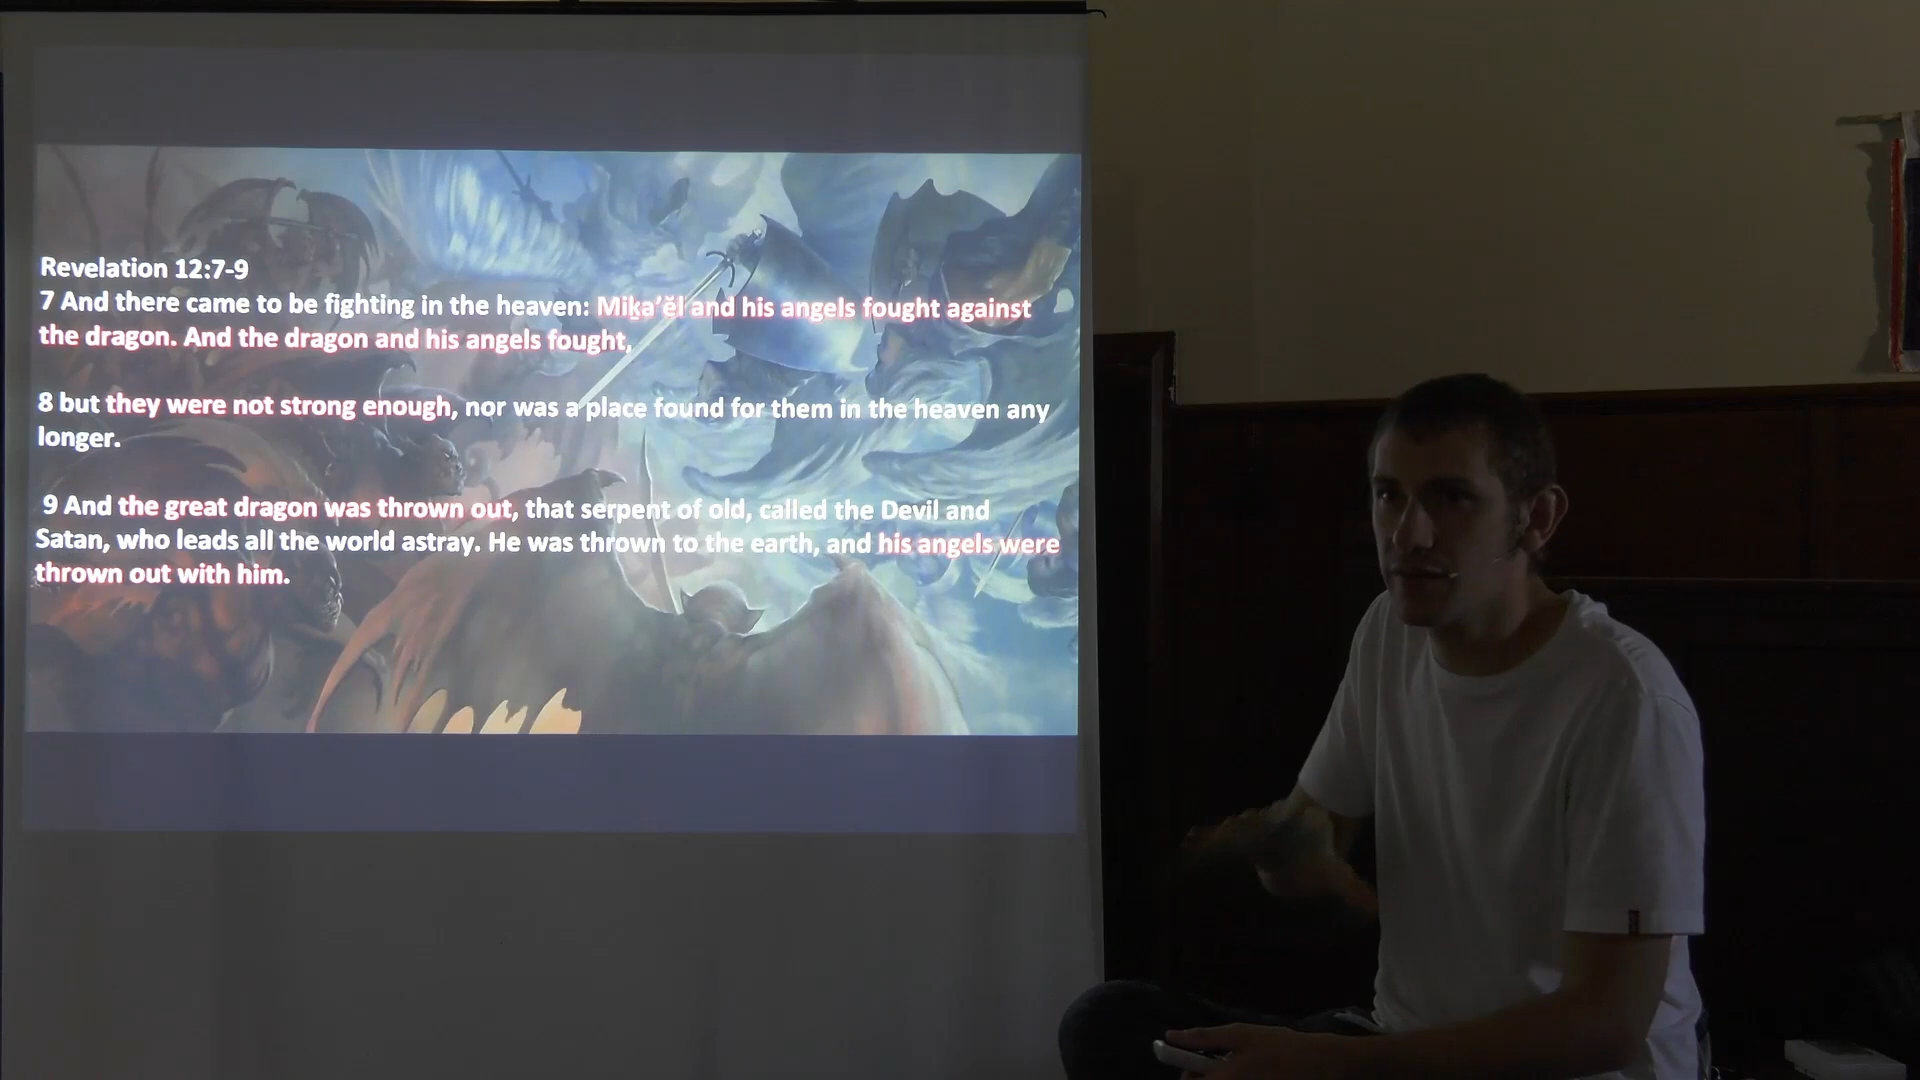 Revelation 12:7-9
7 And there came to be fighting in the heaven: Miḵa’ĕl and his angels fought against
the dragon. And the dragon and his angels fought,
8 but they were not strong enough, nor was a place found for them in the heaven any
longer.
9 And the great dragon was thrown out, that serpent of old, called the Devil and
Satan, who leads all the world astray. He was thrown to the earth, and his angels were
thrown out with him.